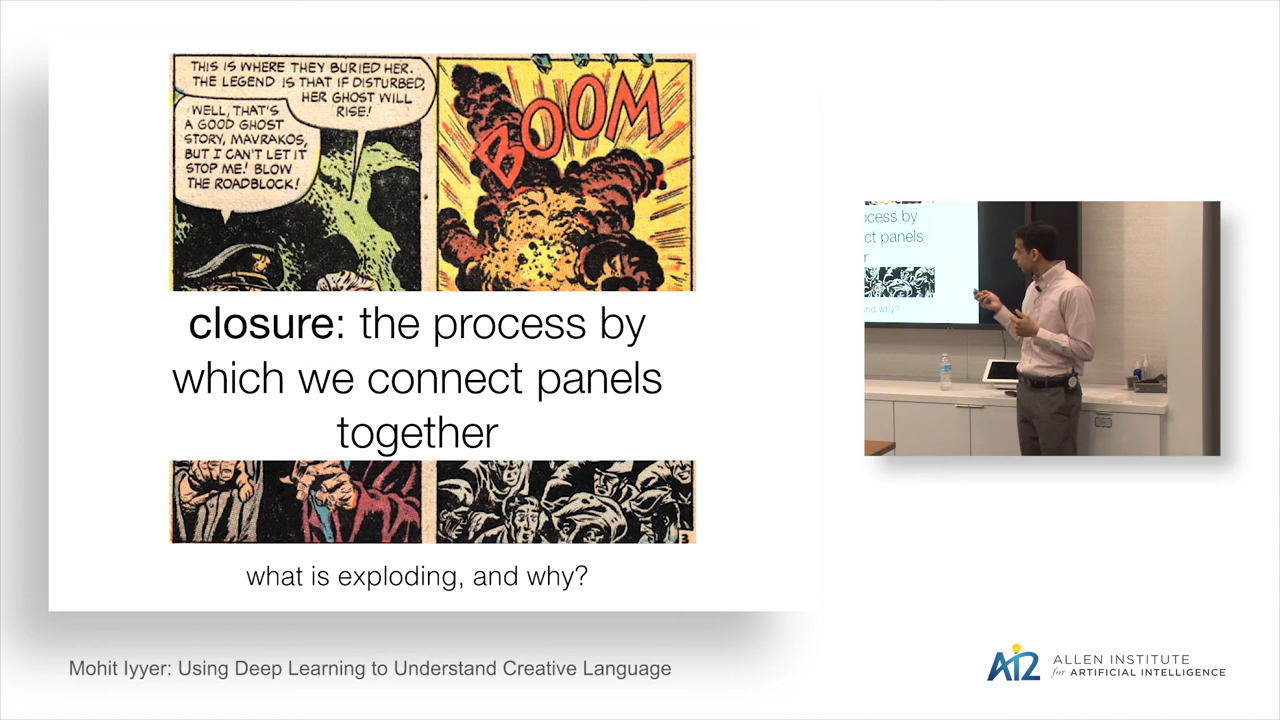 THIS IS WHERE THEY BURIED HER.
THE LEGEND IS THAT IF DISTURBED,
HER GHOST WILL
RISE!
WELL, THAT'S
A GOOD GHOST
STORY, MAVRAKOS,
BUT I CAN'T LET IT
STOP ME! BLOW
THE ROADBLOCK!
BOOM
closure: the process by
which we connect panels
together
3
what is exploding, and why?
ocess by
ct panels
r
nd why?
Mohit Iyyer: Using Deep Learning to Understand Creative Language
AI2
ALLEN INSTITUTE
for ARTIFICIAL INTELLIGENCE